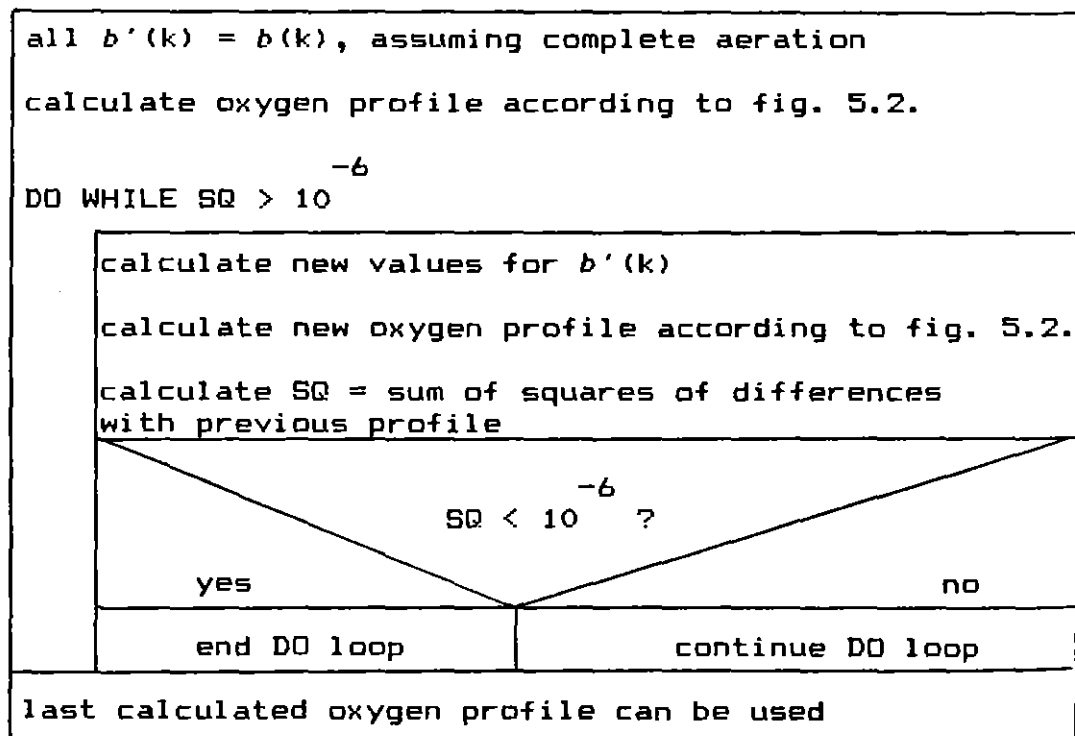 all b'(k) = b(k), assuming complete aeration
calculate oxygen profile according to fig. 5.2.
DO WHILE SQ > 10^-6
calculate new values for b'(k)
calculate new oxygen profile according to fig. 5.2.
calculate SQ = sum of squares of differences
with previous profile
SQ < 10^-6 ?
yes no
end DO loop continue DO loop
last calculated oxygen profile can be used